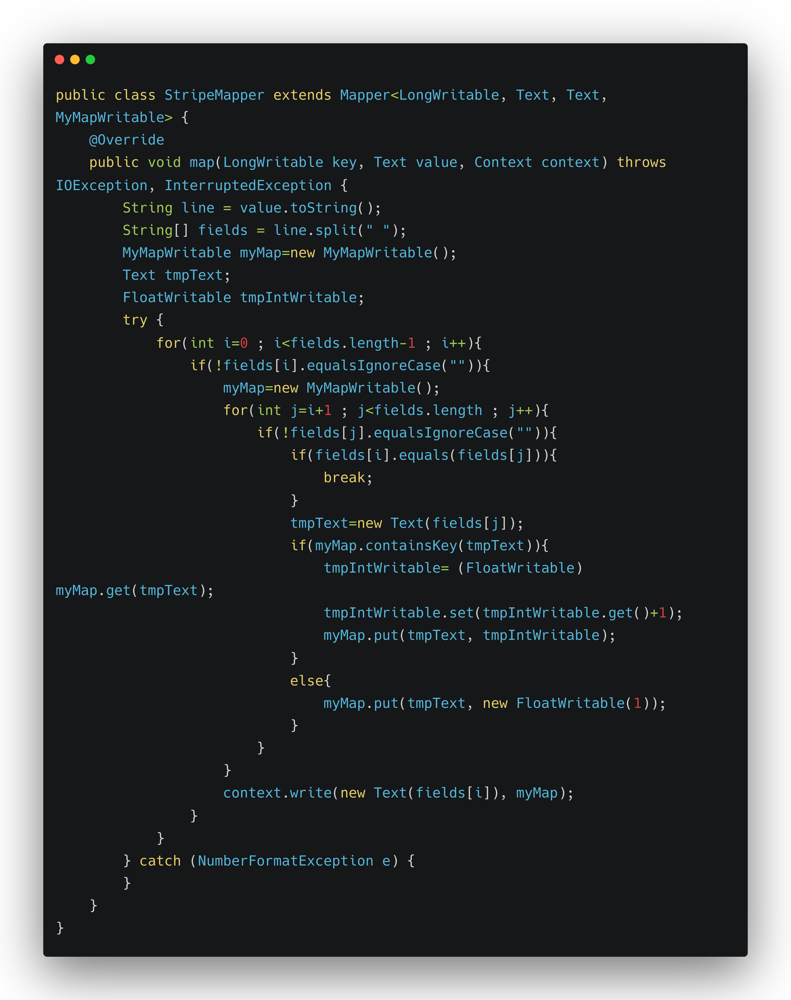 public class StripeMapper extends Mapper<LongWritable, Text, Text,
MyMapWritable> {
    @Override
    public void map(LongWritable key, Text value, Context context) throws
IOException, InterruptedException {
        String line = value.toString();
        String[] fields = line.split(" ");
        MyMapWritable myMap=new MyMapWritable();
        Text tmpText;
        FloatWritable tmpIntWritable;
        try {
            for(int i=0 ; i<fields.length-1 ; i++){
                if(!fields[i].equalsIgnoreCase("")){
                    myMap=new MyMapWritable();
                    for(int j=i+1 ; j<fields.length ; j++){
                        if(!fields[j].equalsIgnoreCase("")){
                            if(fields[i].equals(fields[j])){
                                break;
                            }
                            tmpText=new Text(fields[j]);
                            if(myMap.containsKey(tmpText)){
                                tmpIntWritable= (FloatWritable)
myMap.get(tmpText);
                                tmpIntWritable.set(tmpIntWritable.get()+1);
                                myMap.put(tmpText, tmpIntWritable);
                            }
                            else{
                                myMap.put(tmpText, new FloatWritable(1));
                            }
                        }
                    }
                    context.write(new Text(fields[i]), myMap);
                }
            }
        } catch (NumberFormatException e) {
        }
    }
}